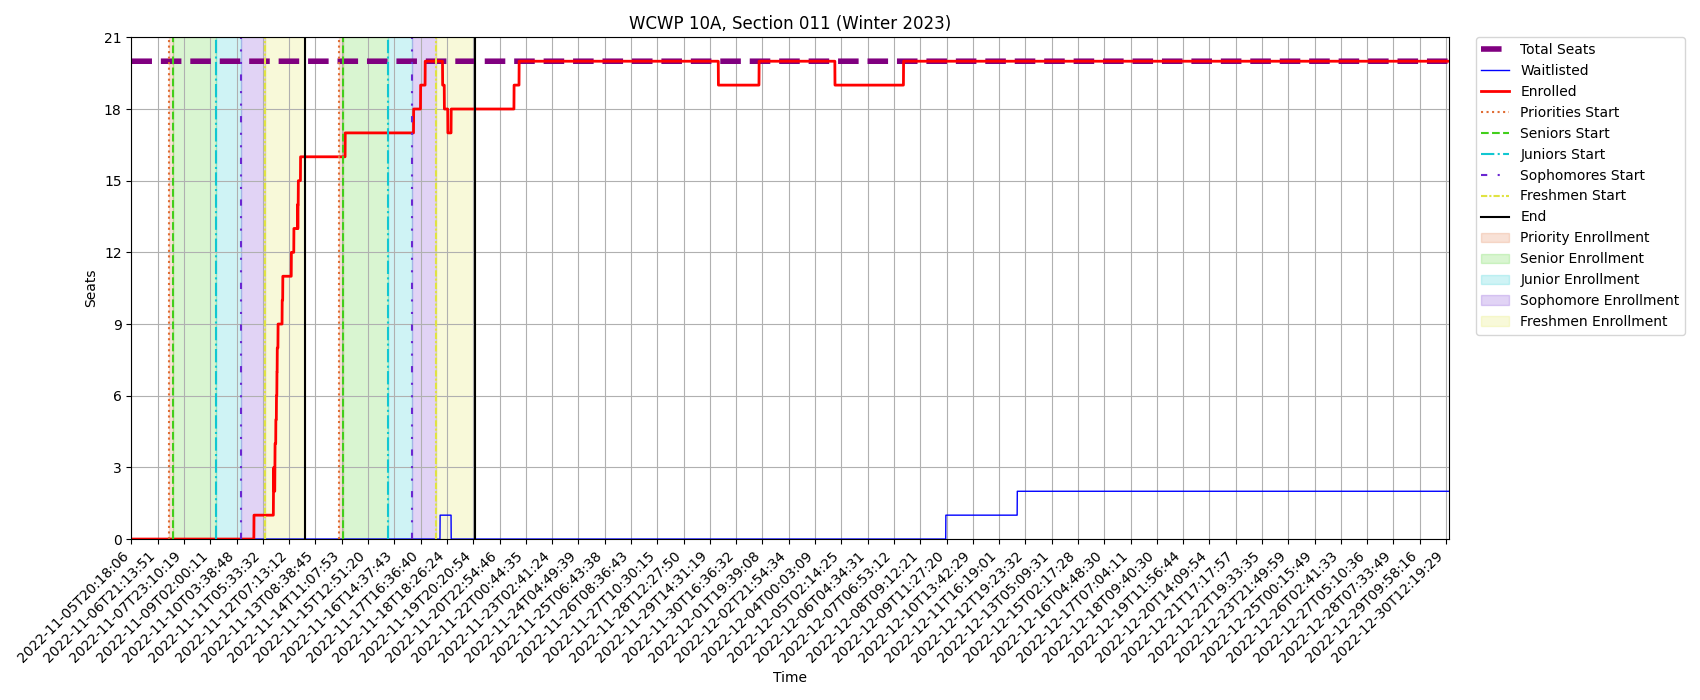 WCWP 10A, Section 011 (Winter 2023)
21
18
15
12
9
6
3
0
Seats
2022-11-05T20:18:06
2022-11-06T21:13:51
2022-11-07T23:10:19
2022-11-09T02:00:11
2022-11-10T03:38:48
2022-11-11T05:33:32
2022-11-12T07:13:12
2022-11-13T08:38:45
2022-11-14T11:07:53
2022-11-15T12:51:20
2022-11-16T14:37:43
2022-11-17T16:36:40
2022-11-18T18:26:24
2022-11-19T20:20:54
2022-11-20T22:54:46
2022-11-22T00:44:35
2022-11-23T02:41:24
2022-11-24T04:49:39
2022-11-25T06:43:38
2022-11-26T08:36:43
2022-11-27T10:30:15
2022-11-28T12:27:50
2022-11-29T14:31:19
2022-11-30T16:36:32
2022-12-01T19:39:08
2022-12-02T21:54:34
2022-12-04T00:03:09
2022-12-05T02:14:25
2022-12-06T04:34:31
2022-12-07T06:53:12
2022-12-08T09:12:21
2022-12-09T11:27:20
2022-12-10T13:42:29
2022-12-11T16:19:01
2022-12-12T19:23:32
2022-12-13T05:09:31
2022-12-15T02:17:28
2022-12-16T04:48:30
2022-12-17T07:04:11
2022-12-18T09:40:30
2022-12-19T11:56:44
2022-12-20T14:09:54
2022-12-21T17:17:57
2022-12-22T19:33:35
2022-12-23T21:49:59
2022-12-25T00:15:49
2022-12-26T02:41:33
2022-12-27T05:10:36
2022-12-28T07:33:49
2022-12-29T09:58:16
2022-12-30T12:19:29
Time
Total Seats
Waitlisted
Enrolled
Priorities Start
Seniors Start
Juniors Start
Sophomores Start
Freshmen Start
End
Priority Enrollment
Senior Enrollment
Junior Enrollment
Sophomore Enrollment
Freshmen Enrollment